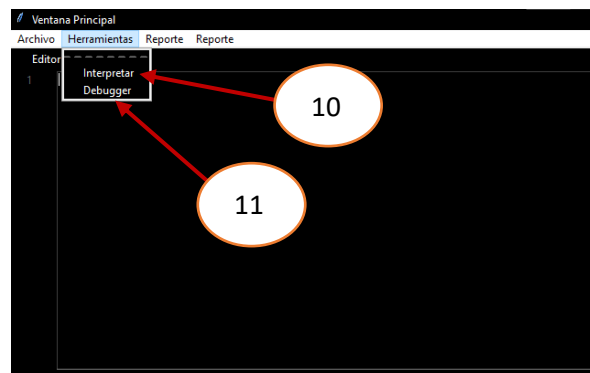 Ventana Principal
Archivo Herramientas Reporte Reporte
Editor
1
Interpretar
Debugger
10
11